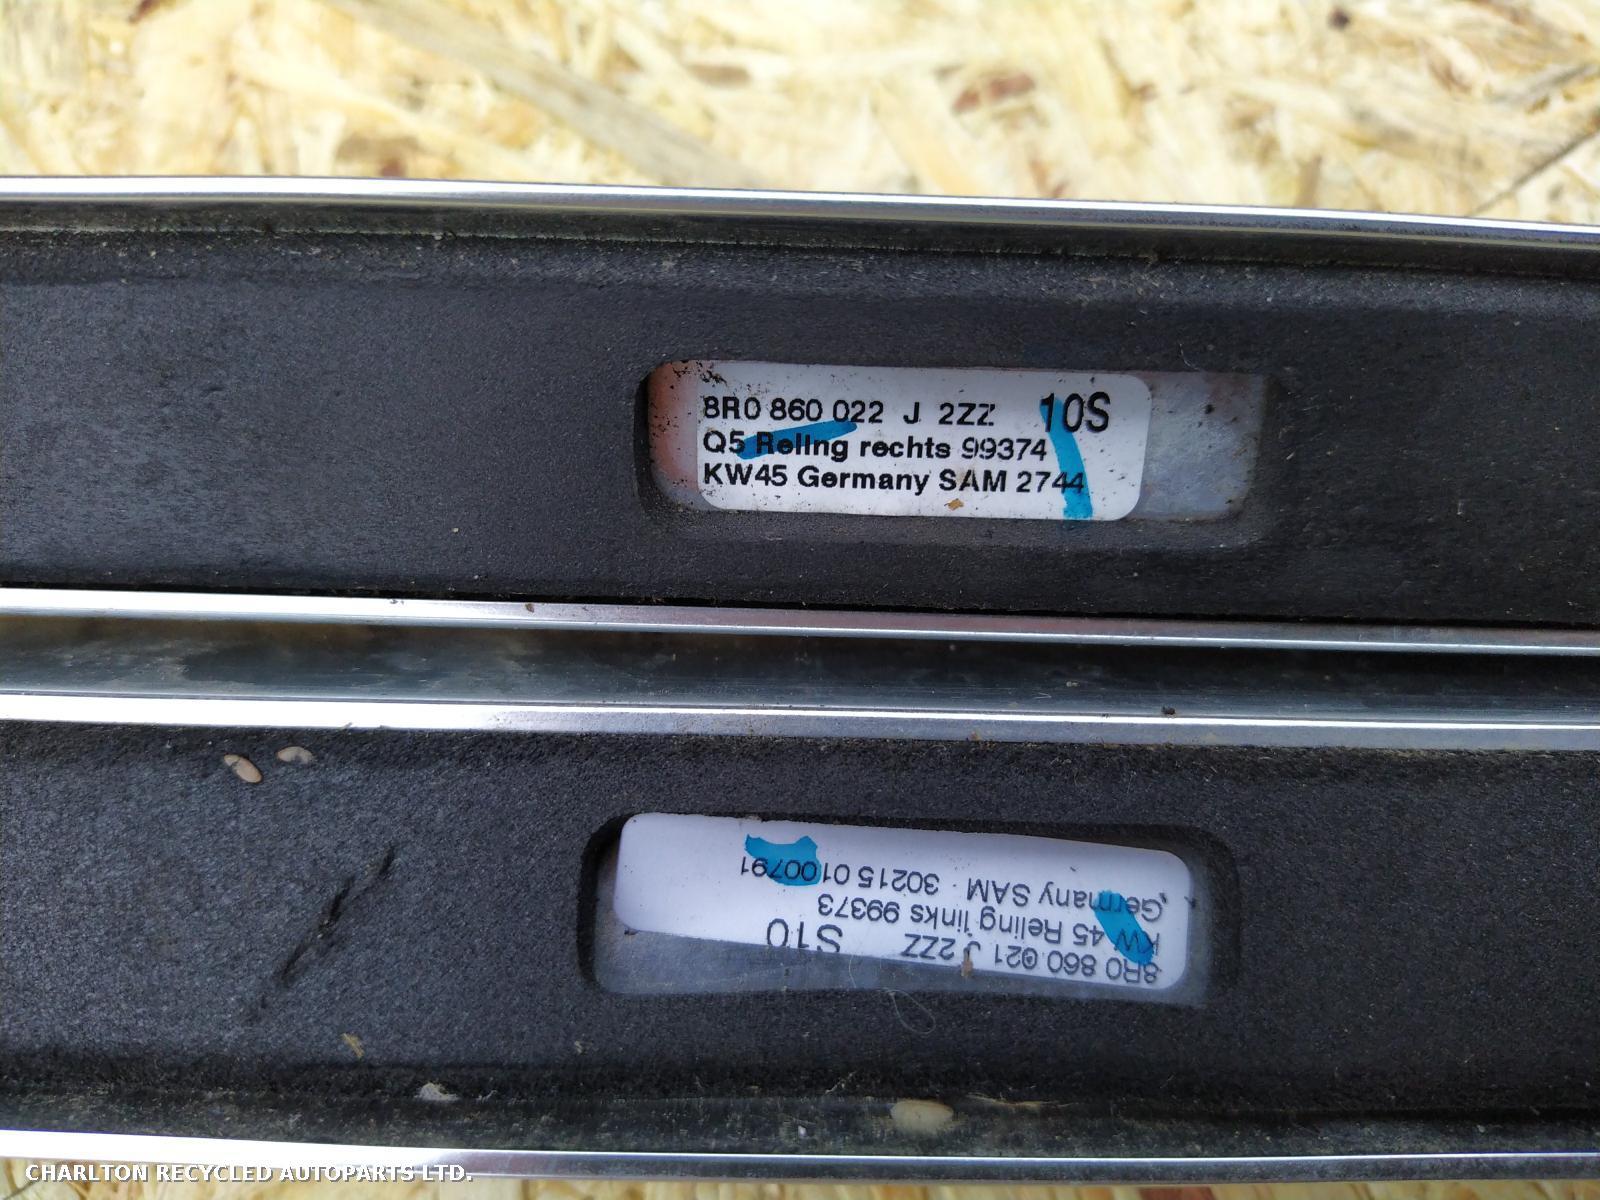 8R0 860 022 J 2ZZ 10S
Q5 Reling rechts 99374
KW45 Germany SAM 2744
8R0 860 021 J 2ZZ S10
KW 45 Reling links 99373
Germany SAM · 30215 0100791
CHARLTON RECYCLED AUTOPARTS LTD.